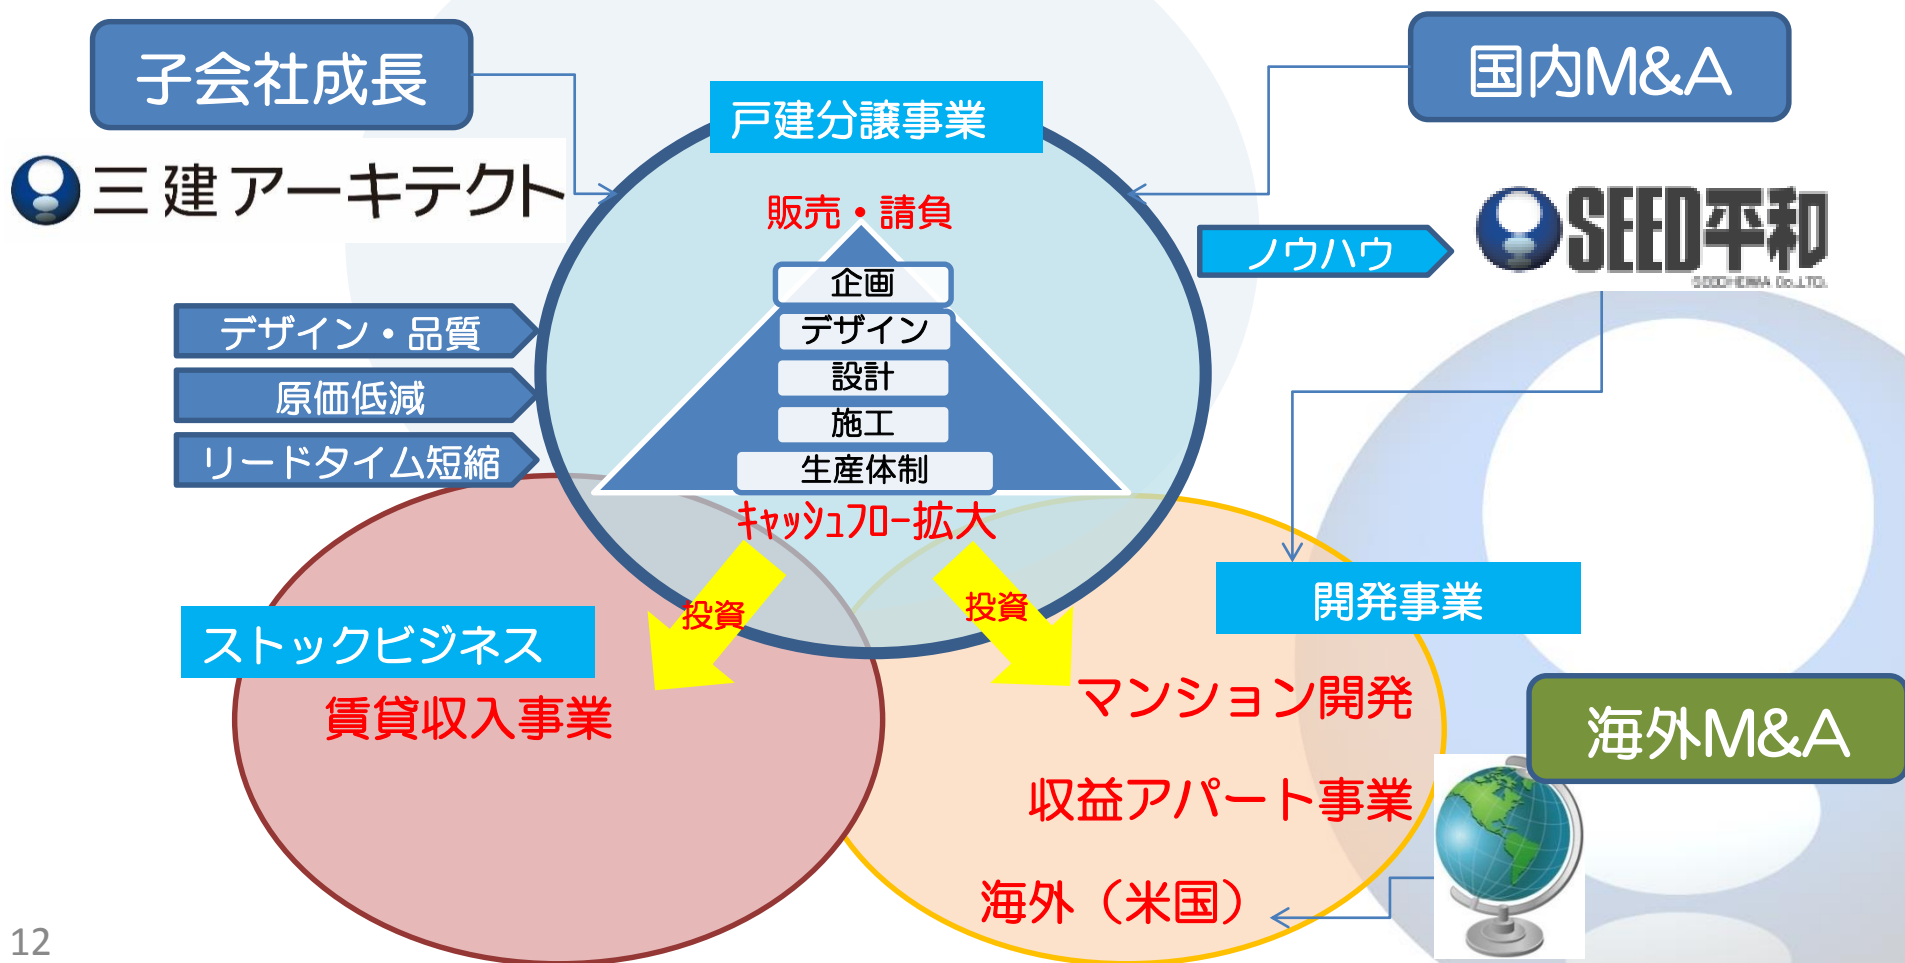 子会社成長
国内M&A
戸建分譲事業
三建アーキテクト
販売・請負
SEED平和
SEEDHEIWA Co.,LTD.
ノウハウ
企画
デザイン
設計
施工
生産体制
デザイン・品質
原価低減
リードタイム短縮
ｷｬｯｼｭﾌﾛｰ拡大
投資
投資
ストックビジネス
賃貸収入事業
開発事業
マンション開発
収益アパート事業
海外（米国）
海外M&A
12